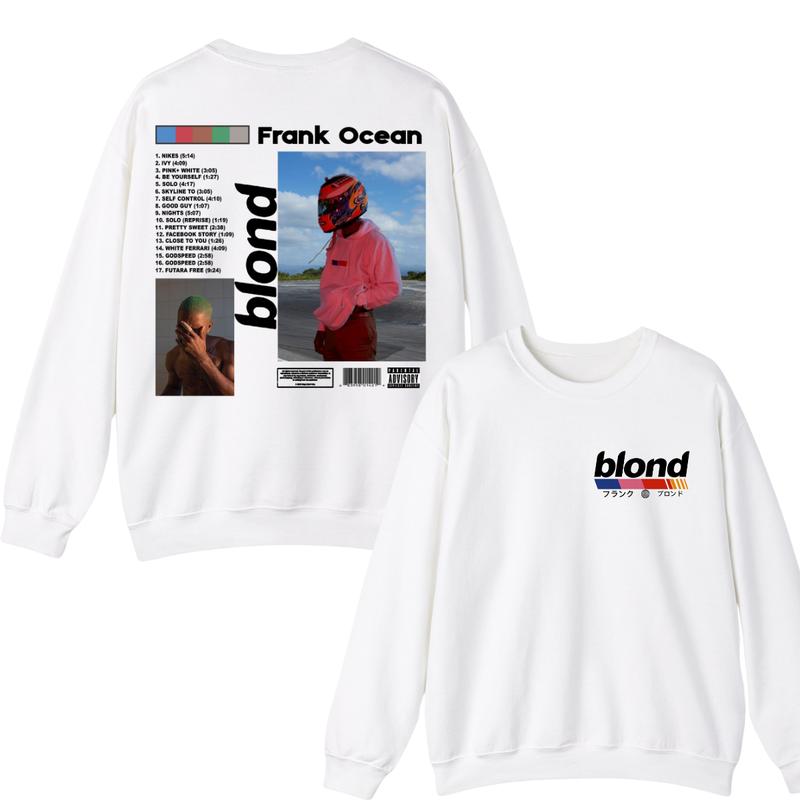 Frank Ocean
1. NIKES (5:14)
2. IVY (4:09)
3. PINK+ WHITE (3:05)
4. BE YOURSELF (1:27)
5. SOLO (4:17)
6. SKYLINE TO (3:05)
7. SELF CONTROL (4:10)
8. GOOD GUY (1:07)
9. NIGHTS (5:07)
10. SOLO (REPRISE) (1:19)
11. PRETTY SWEET (2:38)
12. FACEBOOK STORY (1:09)
13. CLOSE TO YOU (1:25)
14. WHITE FERRARI (4:09)
15. GODSPEED (2:58)
16. GODSPEED (2:58)
17. FUTARA FREE (9:24)
blond
PARENTAL
ADVISORY
EXPLICIT CONTENT
blond
フランク ブロンド